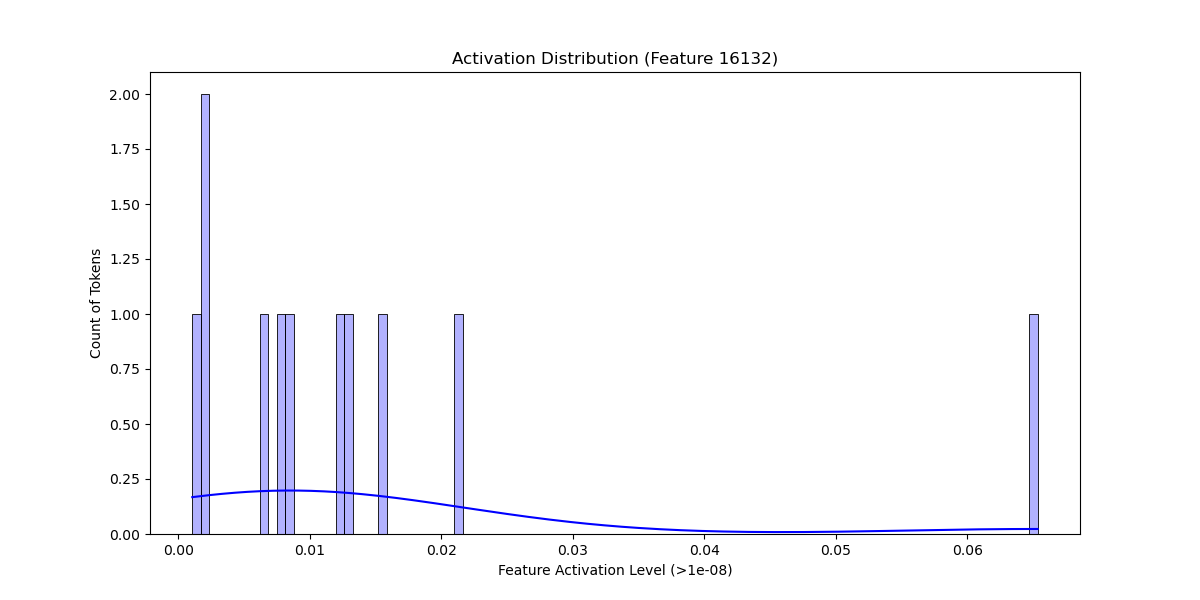 Activation Distribution (Feature 16132)
2.00
1.75
1.50
1.25
1.00
0.75
0.50
0.25
0.00
Count of Tokens
0.00 0.01 0.02 0.03 0.04 0.05 0.06
Feature Activation Level (>1e-08)